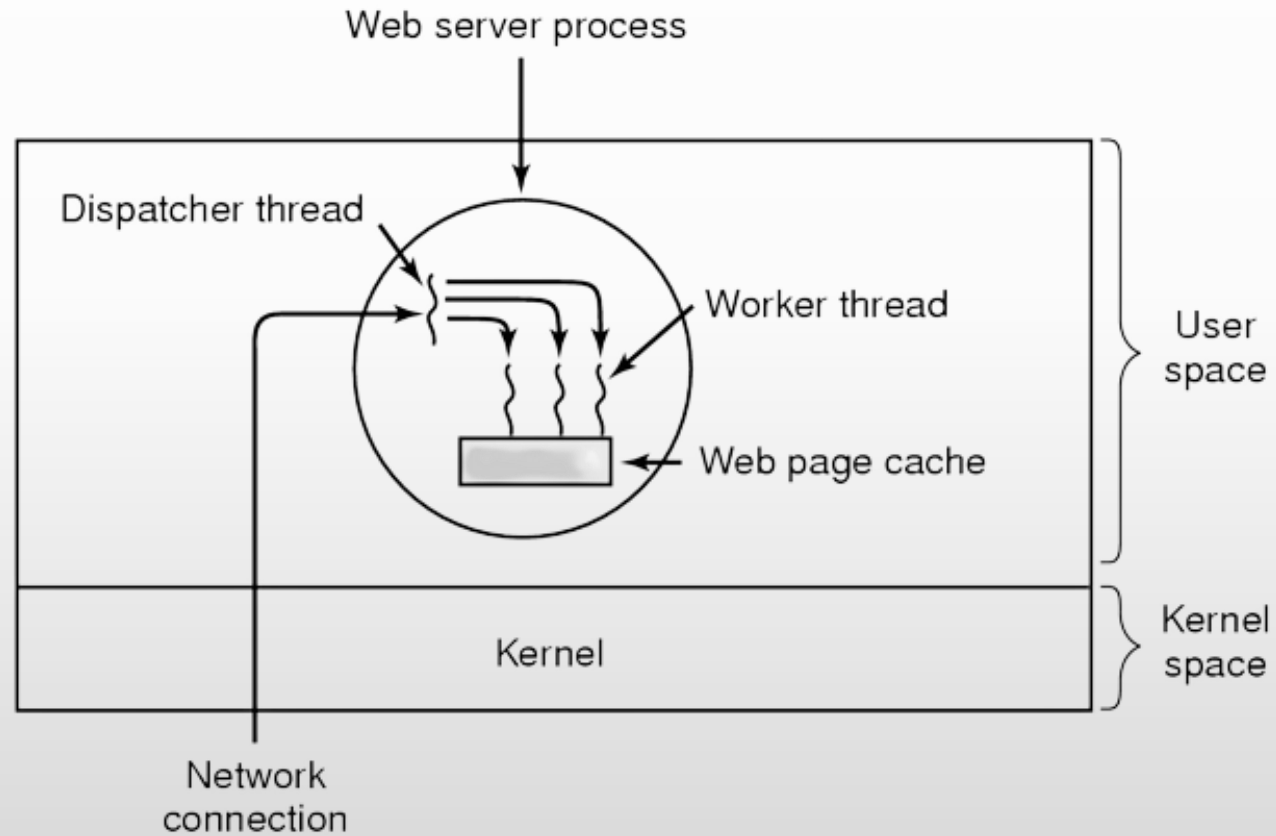 Web server process
Dispatcher thread
Worker thread
User
space
Web page cache
Kernel
Kernel
space
Network
connection